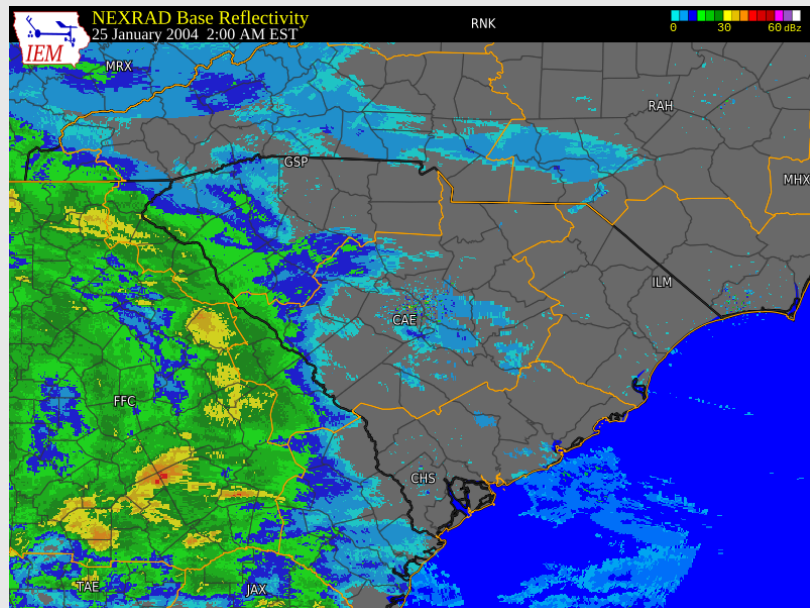 NEXRAD Base Reflectivity
25 January 2004 2:00 AM EST
IEM
0 30 60 dBz
RNK
MRX
RAH
GSP
MHX
ILM
CAE
FFC
CHS
TAE
JAX